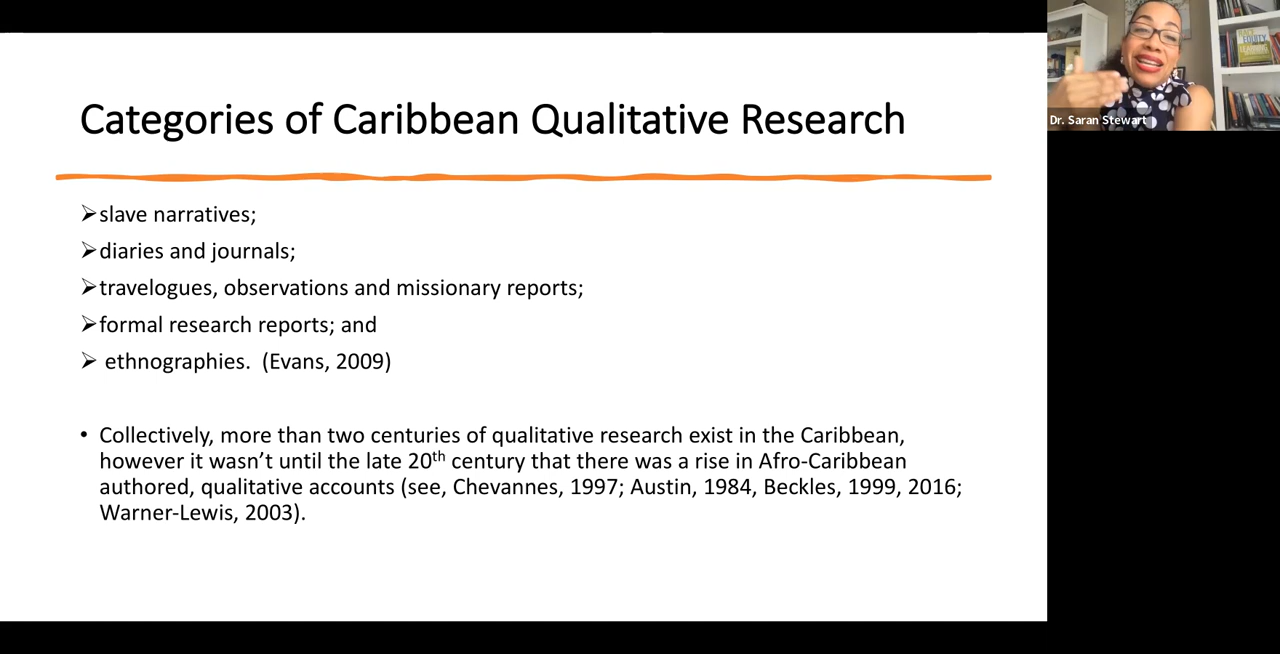 Categories of Caribbean Qualitative Research
➢slave narratives;
➢diaries and journals;
➢travelogues, observations and missionary reports;
➢formal research reports; and
➢ ethnographies.  (Evans, 2009)
• Collectively, more than two centuries of qualitative research exist in the Caribbean,
however it wasn't until the late 20th century that there was a rise in Afro-Caribbean
authored, qualitative accounts (see, Chevannes, 1997; Austin, 1984, Beckles, 1999, 2016;
Warner-Lewis, 2003).
EQUITY
LEARNING
Dr. Saran Stewart